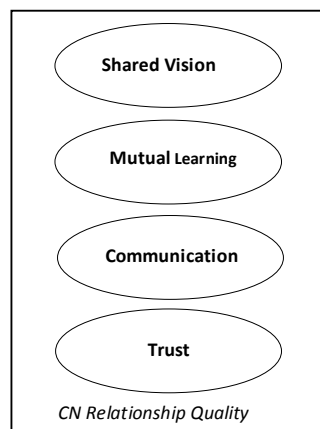 Shared Vision
Mutual Learning
Communication
Trust
CN Relationship Quality